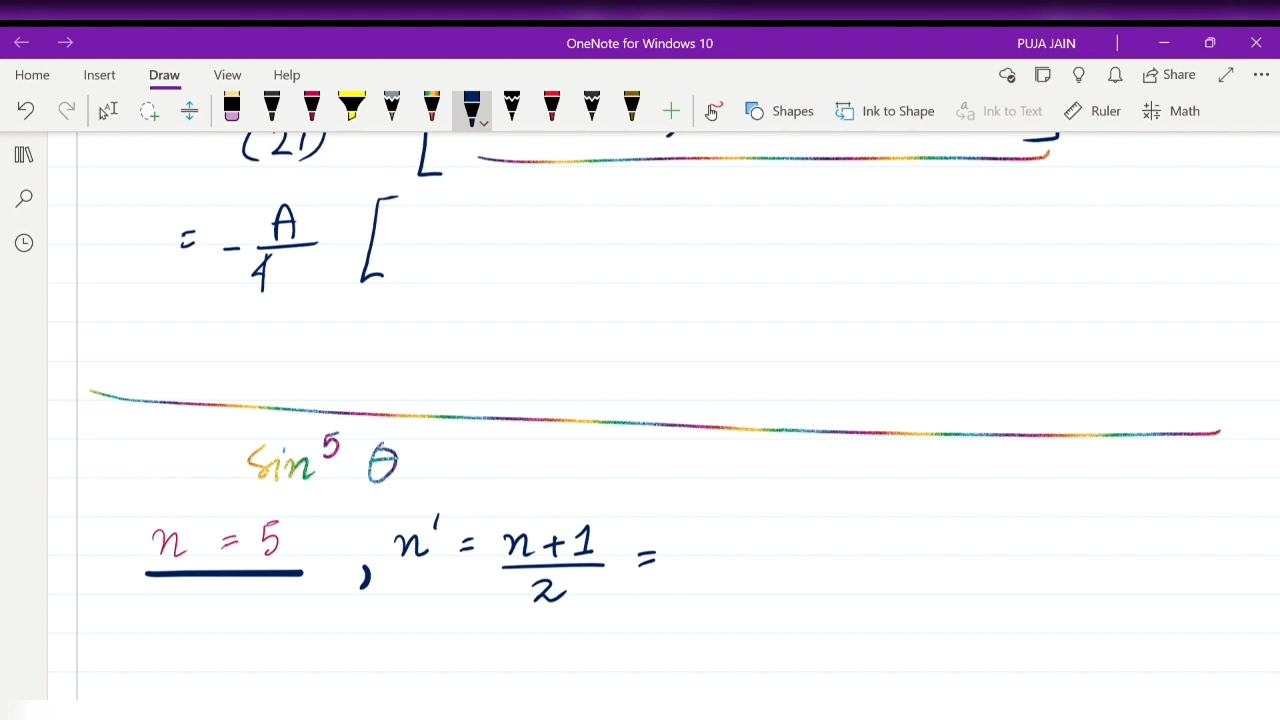 OneNote for Windows 10 PUJA JAIN
Home Insert Draw View Help Share
Shapes Ink to Shape Ink to Text Ruler Math
(2i) [
= - A/4 [
sin⁵ θ
n = 5 , n' = n+1/2 =